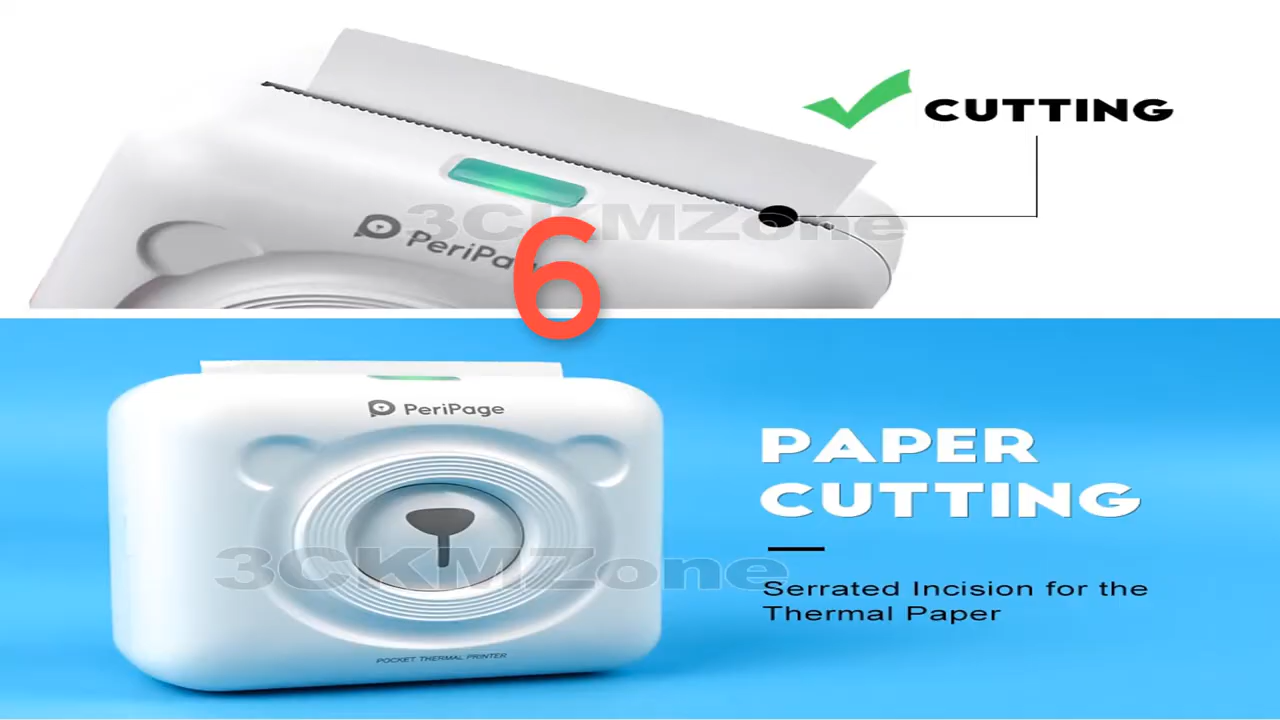 CUTTING
3CKMZone
PeriPage
6
PeriPage
PAPER
CUTTING
3CKMZone
Serrated Incision for the
Thermal Paper
POCKET THERMAL PRINTER